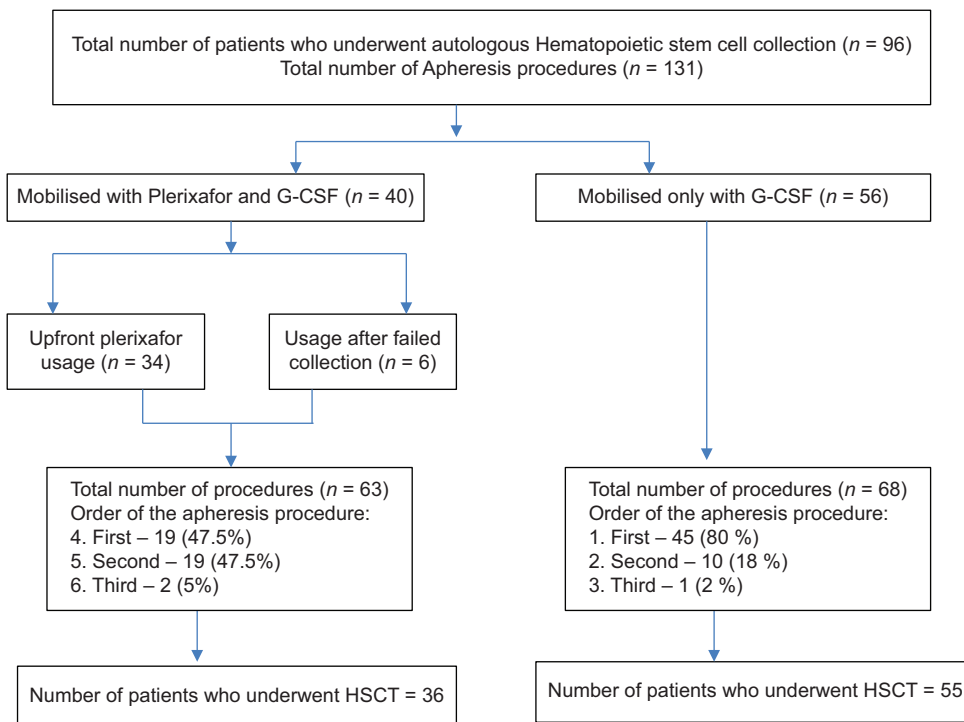 Total number of patients who underwent autologous Hematopoietic stem cell collection (n = 96)
Total number of Apheresis procedures (n = 131)
Mobilised with Plerixafor and G-CSF (n = 40)
Mobilised only with G-CSF (n = 56)
Upfront plerixafor
usage (n = 34)
Usage after failed
collection (n = 6)
Total number of procedures (n = 63)
Order of the apheresis procedure:
4. First – 19 (47.5%)
5. Second – 19 (47.5%)
6. Third – 2 (5%)
Total number of procedures (n = 68)
Order of the apheresis procedure:
1. First – 45 (80 %)
2. Second – 10 (18 %)
3. Third – 1 (2 %)
Number of patients who underwent HSCT = 36
Number of patients who underwent HSCT = 55